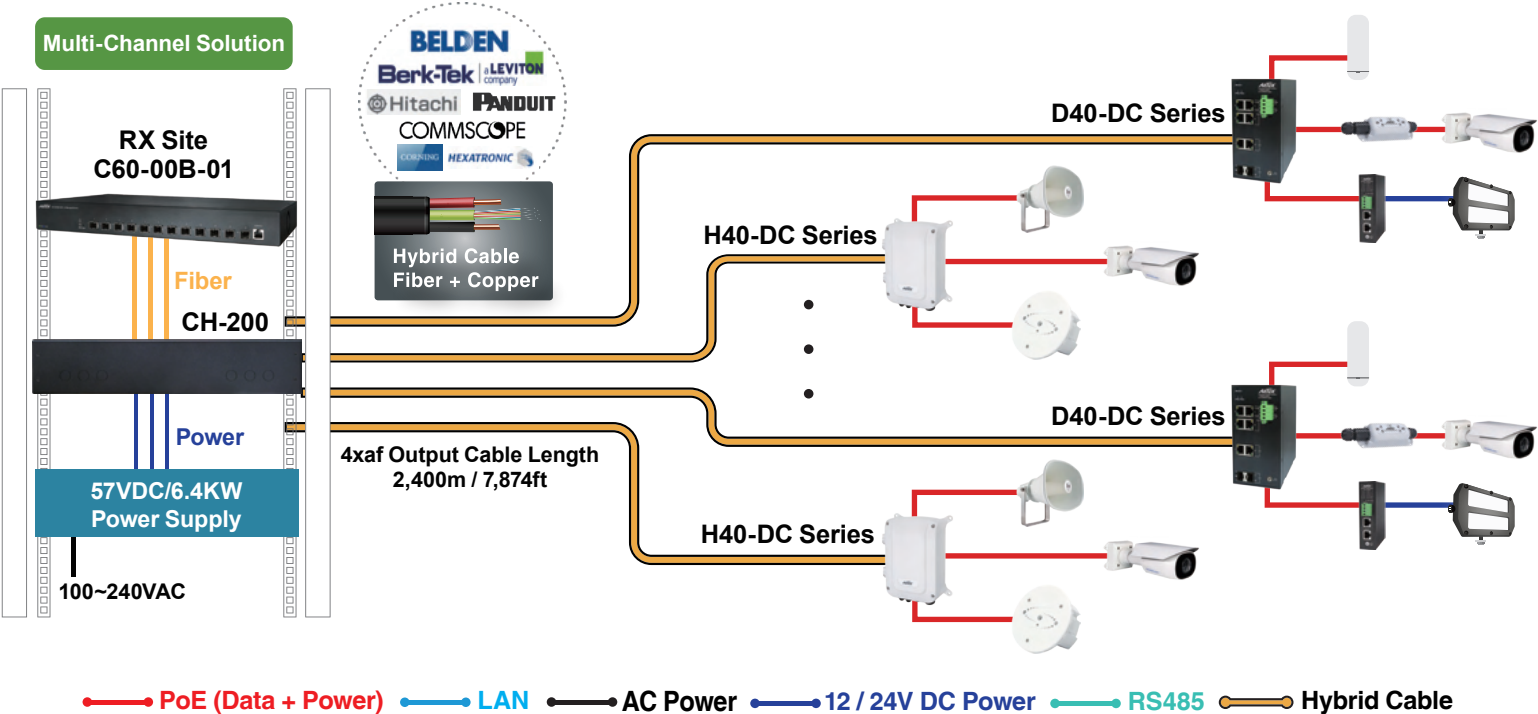 Multi-Channel Solution
RX Site
C60-00B-01
Fiber
CH-200
Power
57VDC/6.4KW
Power Supply
100~240VAC
BELDEN
Berk-Tek a LEVITON company
Hitachi PANDUIT
COMMSCOPE
CORNING HEXATRONIC
Hybrid Cable
Fiber + Copper
4xaf Output Cable Length
2,400m / 7,874ft
D40-DC Series
H40-DC Series
D40-DC Series
H40-DC Series
PoE (Data + Power) LAN AC Power 12 / 24V DC Power RS485 Hybrid Cable